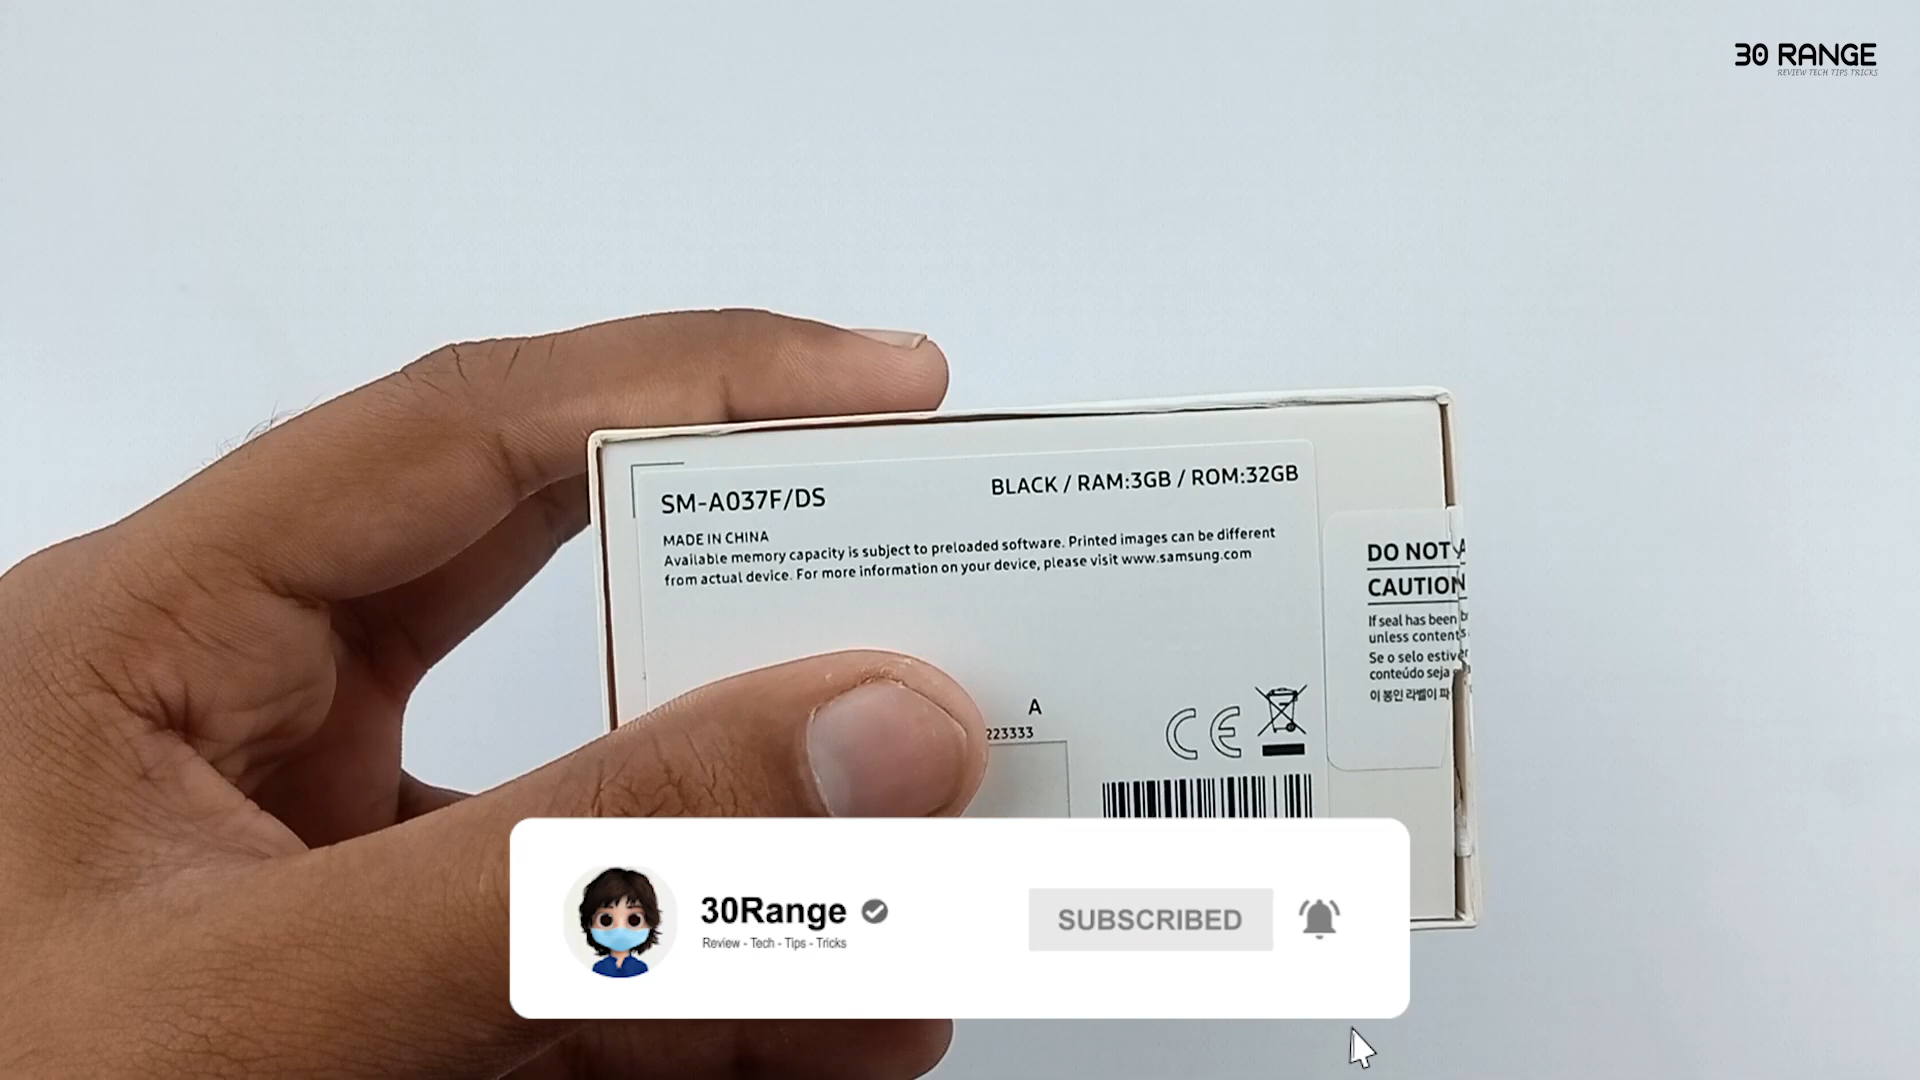 30 RANGE
REVIEW TECH TIPS TRICKS
SM-A037F/DS
BLACK / RAM:3GB / ROM:32GB
MADE IN CHINA
Available memory capacity is subject to preloaded software. Printed images can be different
from actual device. For more information on your device, please visit www.samsung.com
A
223333
CE
DO NOT
CAUTION
If seal has been
unless content
Se o selo estiver
conteúdo seja
이 봉인 라벨이 파
30Range
Review - Tech - Tips - Tricks
SUBSCRIBED